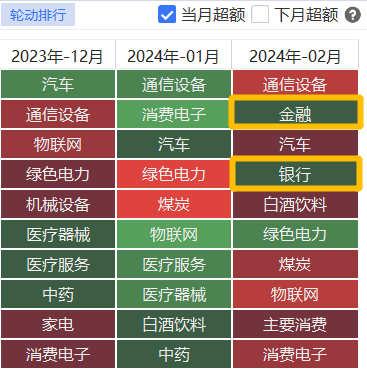 轮动排行 当月超额 下月超额 ?
2023年-12月 2024年-01月 2024年-02月
汽车 通信设备 通信设备
通信设备 消费电子 金融
物联网 汽车 汽车
绿色电力 绿色电力 银行
机械设备 煤炭 白酒饮料
医疗器械 物联网 绿色电力
医疗服务 医疗服务 煤炭
中药 医疗器械 物联网
家电 白酒饮料 主要消费
消费电子 中药 消费电子